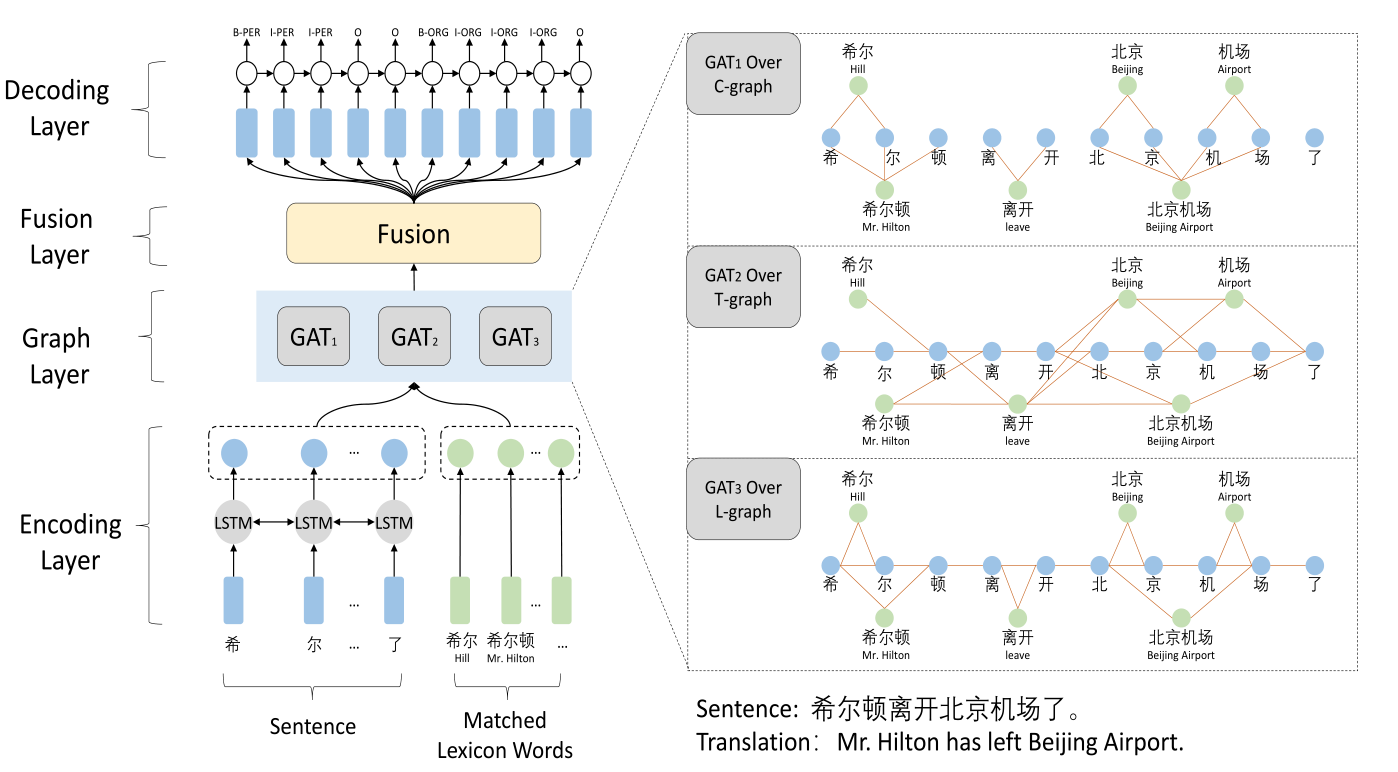 B-PER I-PER I-PER O O B-ORG I-ORG I-ORG I-ORG O
Decoding
Layer
Fusion
Layer
Fusion
Graph
Layer
GAT1 GAT2 GAT3
Encoding
Layer
... ...
LSTM LSTM LSTM
... ...
希 尔 ... 了
希尔 希尔顿 ...
Hill Mr. Hilton
Sentence
Matched
Lexicon Words
GAT1 Over
C-graph
希尔 北京 机场
Hill Beijing Airport
希 尔 顿 离 开 北 京 机 场 了
希尔顿 离开 北京机场
Mr. Hilton leave Beijing Airport
GAT2 Over
T-graph
希尔 北京 机场
Hill Beijing Airport
希 尔 顿 离 开 北 京 机 场 了
希尔顿 离开 北京机场
Mr. Hilton leave Beijing Airport
GAT3 Over
L-graph
希尔 北京 机场
Hill Beijing Airport
希 尔 顿 离 开 北 京 机 场 了
希尔顿 离开 北京机场
Mr. Hilton leave Beijing Airport
Sentence: 希尔顿离开北京机场了。
Translation: Mr. Hilton has left Beijing Airport.